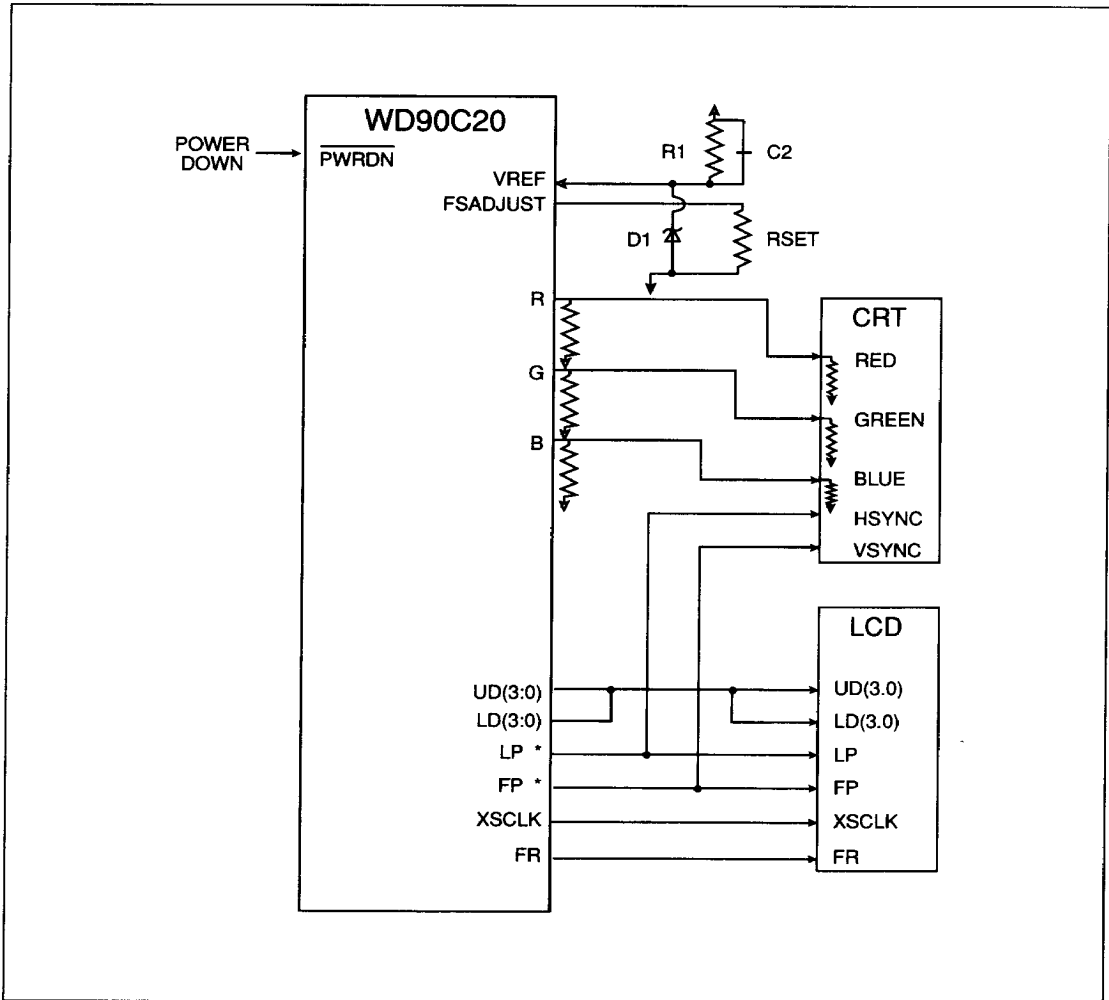 WD90C20
POWER
DOWN
PWRDN
VREF
FSADJUST
R1
C2
D1
RSET
R
G
B
CRT
RED
GREEN
BLUE
HSYNC
VSYNC
LCD
UD(3:0)
LD(3:0)
LP *
FP *
XSCLK
FR
UD(3.0)
LD(3.0)
LP
FP
XSCLK
FR